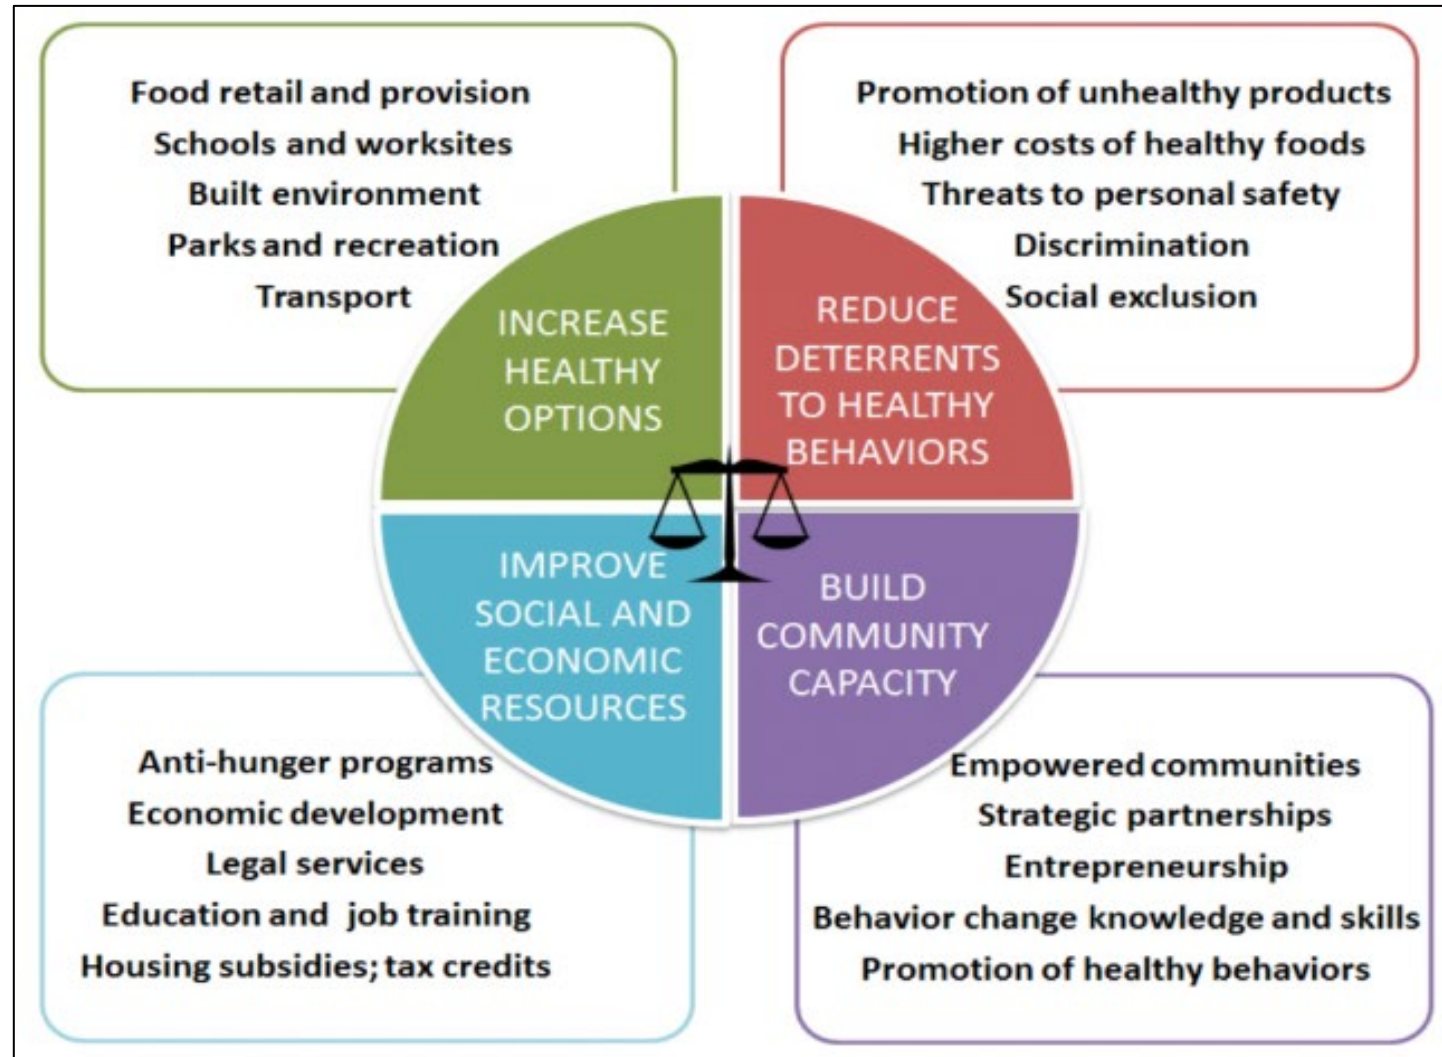 Food retail and provision
Schools and worksites
Built environment
Parks and recreation
Transport
Promotion of unhealthy products
Higher costs of healthy foods
Threats to personal safety
Discrimination
Social exclusion
INCREASE
HEALTHY
OPTIONS
REDUCE
DETERRENTS
TO HEALTHY
BEHAVIORS
IMPROVE
SOCIAL AND
ECONOMIC
RESOURCES
BUILD
COMMUNITY
CAPACITY
Anti-hunger programs
Economic development
Legal services
Education and job training
Housing subsidies; tax credits
Empowered communities
Strategic partnerships
Entrepreneurship
Behavior change knowledge and skills
Promotion of healthy behaviors